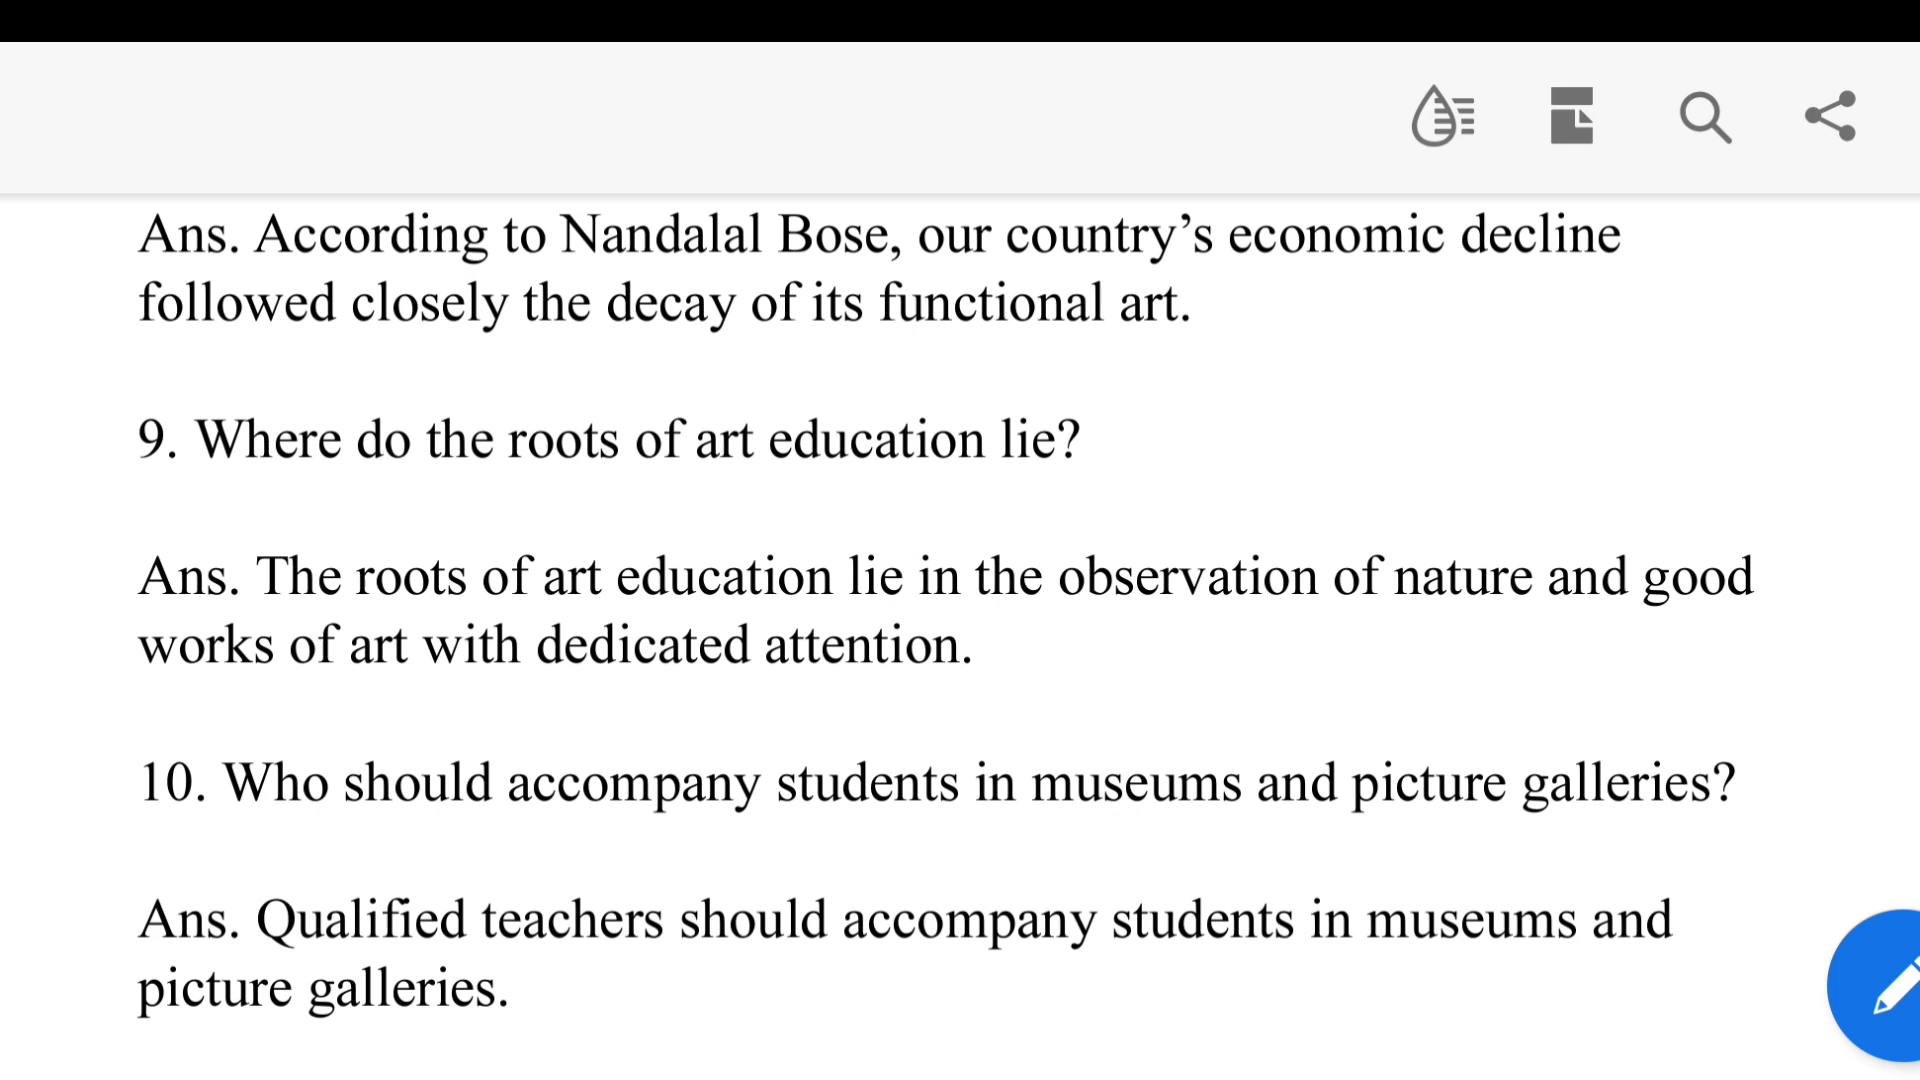 Ans. According to Nandalal Bose, our country’s economic decline
followed closely the decay of its functional art.
9. Where do the roots of art education lie?
Ans. The roots of art education lie in the observation of nature and good
works of art with dedicated attention.
10. Who should accompany students in museums and picture galleries?
Ans. Qualified teachers should accompany students in museums and
picture galleries.